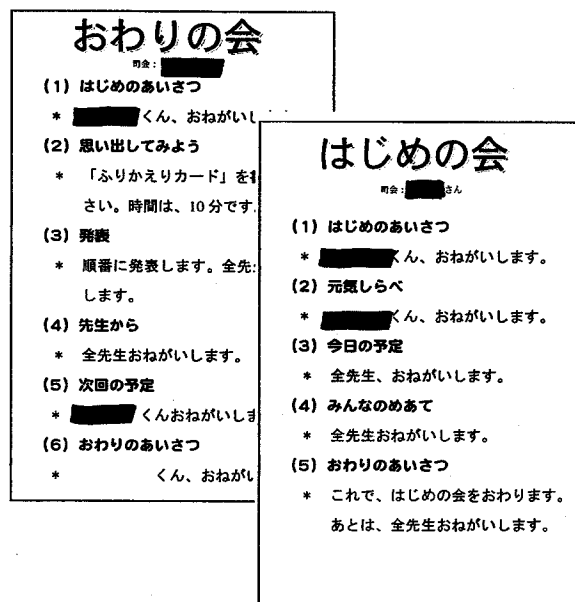 おわりの会
司会：
(1) はじめのあいさつ
* くん、おねがいし
(2) 思い出してみよう
* 「ふりかえりカード」を
さい。時間は、10分です
(3) 発表
* 順番に発表します。全先
します。
(4) 先生から
* 全先生おねがいします。
(5) 次回の予定
* くんおねがいしま
(6) おわりのあいさつ
* くん、おねがい
はじめの会
司会： さん
(1) はじめのあいさつ
* くん、おねがいします。
(2) 元気しらべ
* くん、おねがいします。
(3) 今日の予定
* 全先生、おねがいします。
(4) みんなのめあて
* 全先生おねがいします。
(5) おわりのあいさつ
* これで、はじめの会をおわります。
あとは、全先生おねがいします。